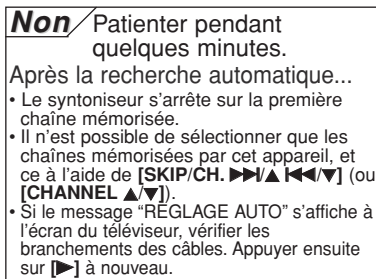 Non Patienter pendant
quelques minutes.
Après la recherche automatique...
• Le syntoniseur s'arrête sur la première
chaîne mémorisée.
• Il n'est possible de sélectionner que les
chaînes mémorisées par cet appareil, et
ce à l'aide de [SKIP/CH. ▶▶|/▲ |◀◀/▼] (ou
[CHANNEL ▲/▼]).
• Si le message “REGLAGE AUTO” s'affiche à
l'écran du téléviseur, vérifier les
branchements des câbles. Appuyer ensuite
sur [▶] à nouveau.